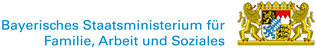 Bayerisches Staatsministerium für
Familie, Arbeit und Soziales